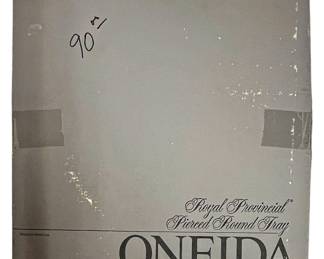 90
Royal Provincial™
Pierced Round Tray
ONEIDA